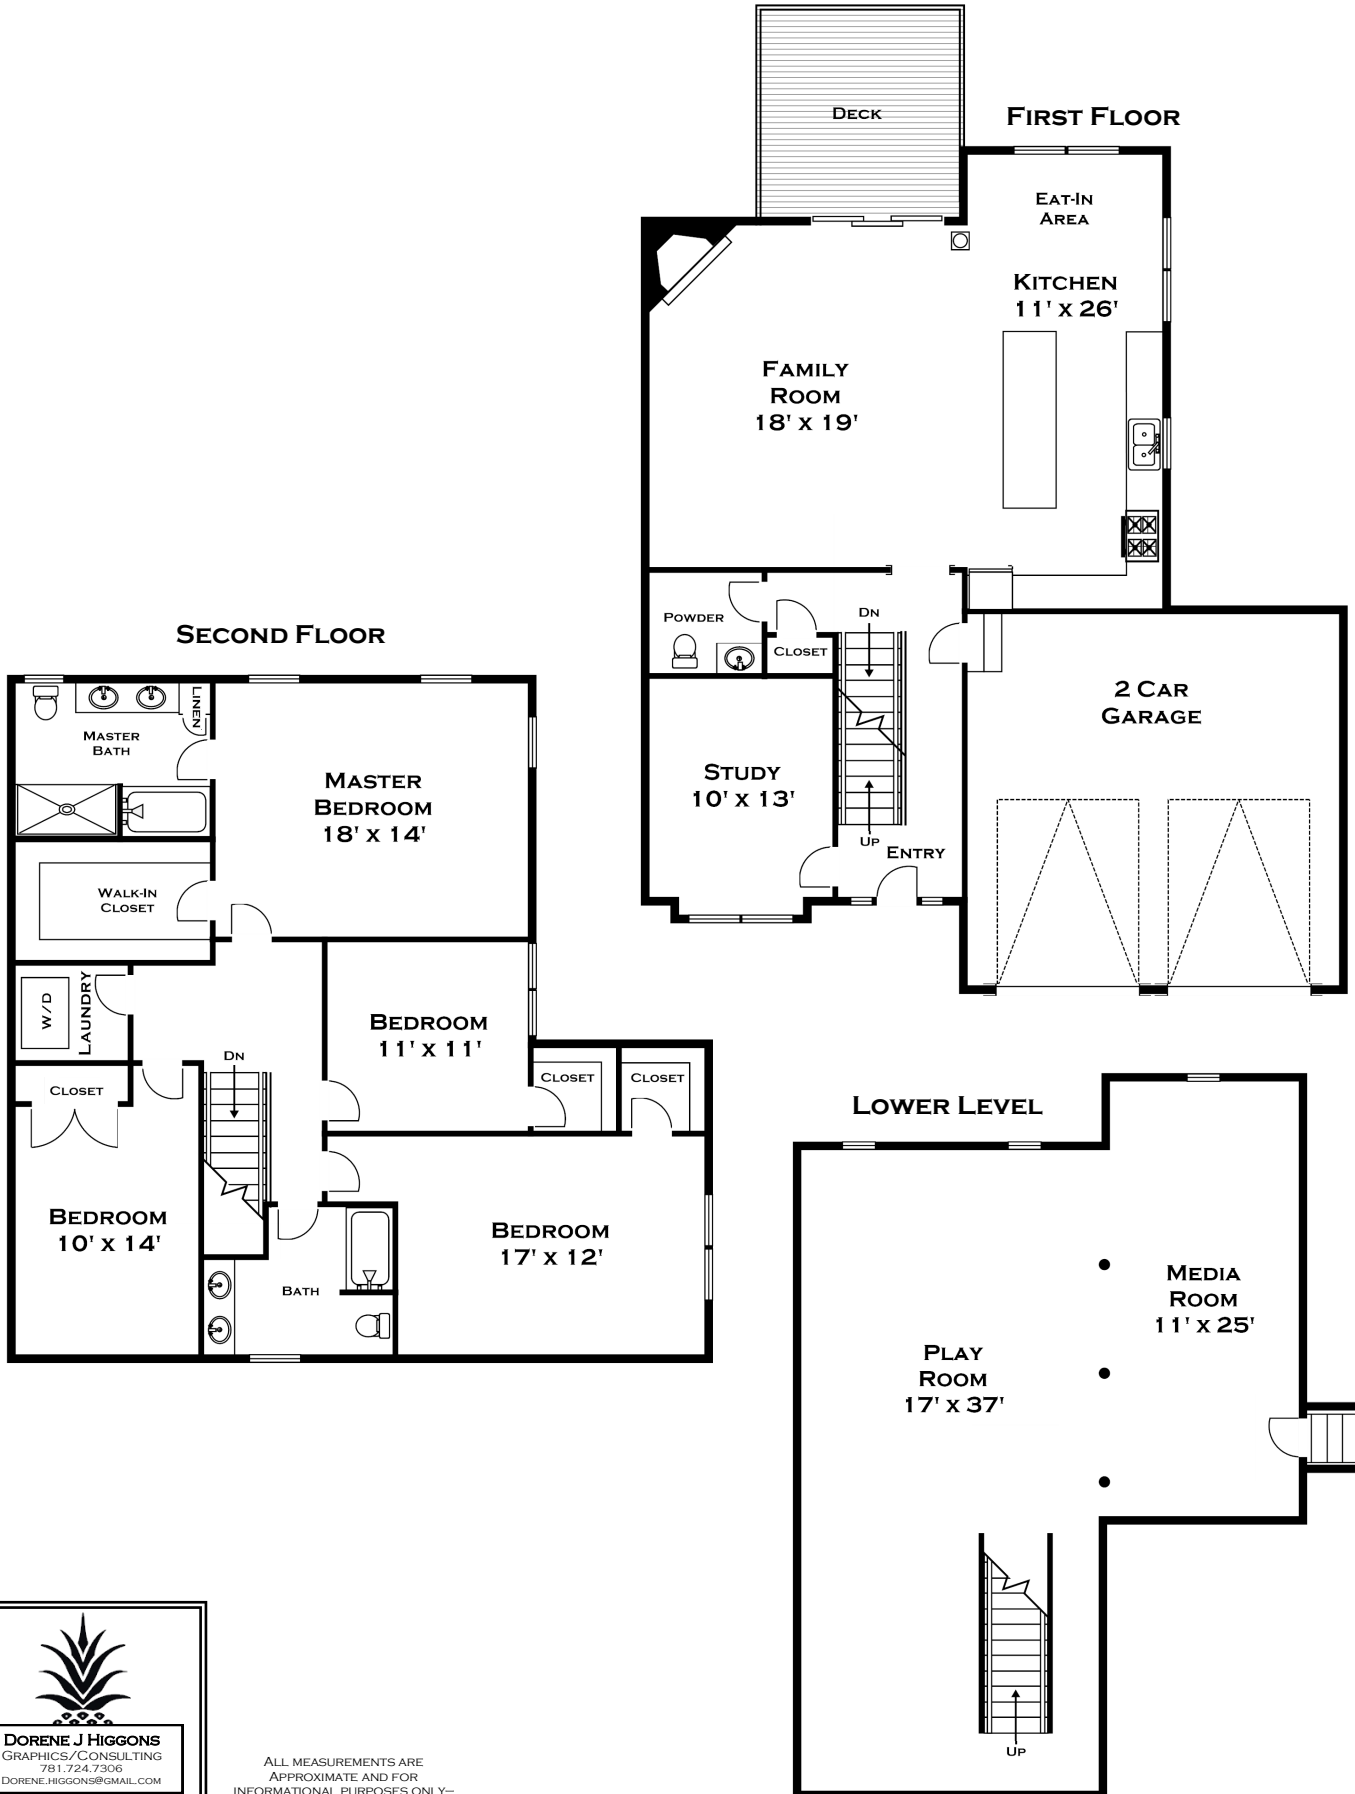 First Floor
Deck
Eat-In
Area
Kitchen
11' x 26'
Family
Room
18' x 19'
Powder
Closet
Dn
2 Car
Garage
Study
10' x 13'
Up
Entry
Second Floor
Linen
Master
Bath
Master
Bedroom
18' x 14'
Walk-In
Closet
W/D
Laundry
Dn
Bedroom
11' x 11'
Closet
Closet
Closet
Bedroom
10' x 14'
Bedroom
17' x 12'
Bath
Lower Level
Media
Room
11' x 25'
Play
Room
17' x 37'
Up
Dorene J Higgons
Graphics/Consulting
781.724.7306
Dorene.higgons@gmail.com
All measurements are
Approximate and for
informational purposes only—